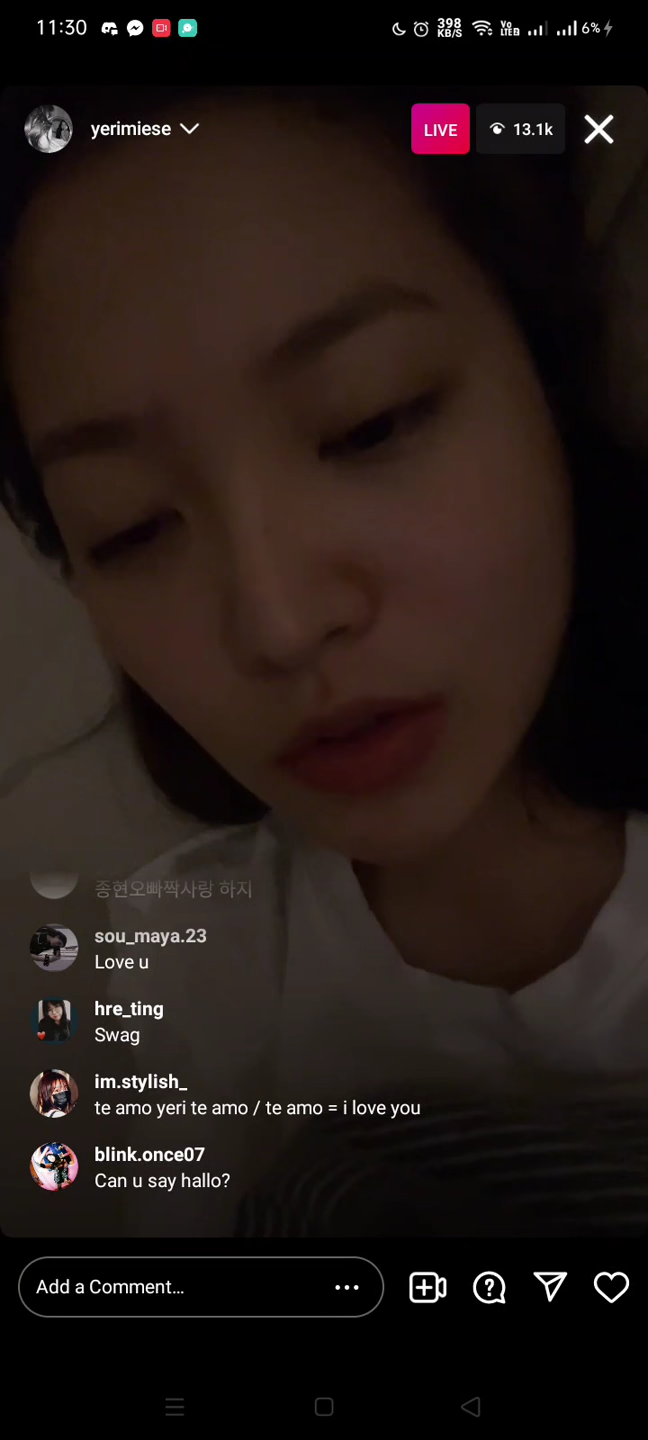 11:30
398
KB/S
Vo
LTE2
6%
yerimiese
LIVE
13.1k
종현오빠짝사랑 하지
sou_maya.23
Love u
hre_ting
Swag
im.stylish_
te amo yeri te amo / te amo = i love you
blink.once07
Can u say hallo?
Add a Comment...